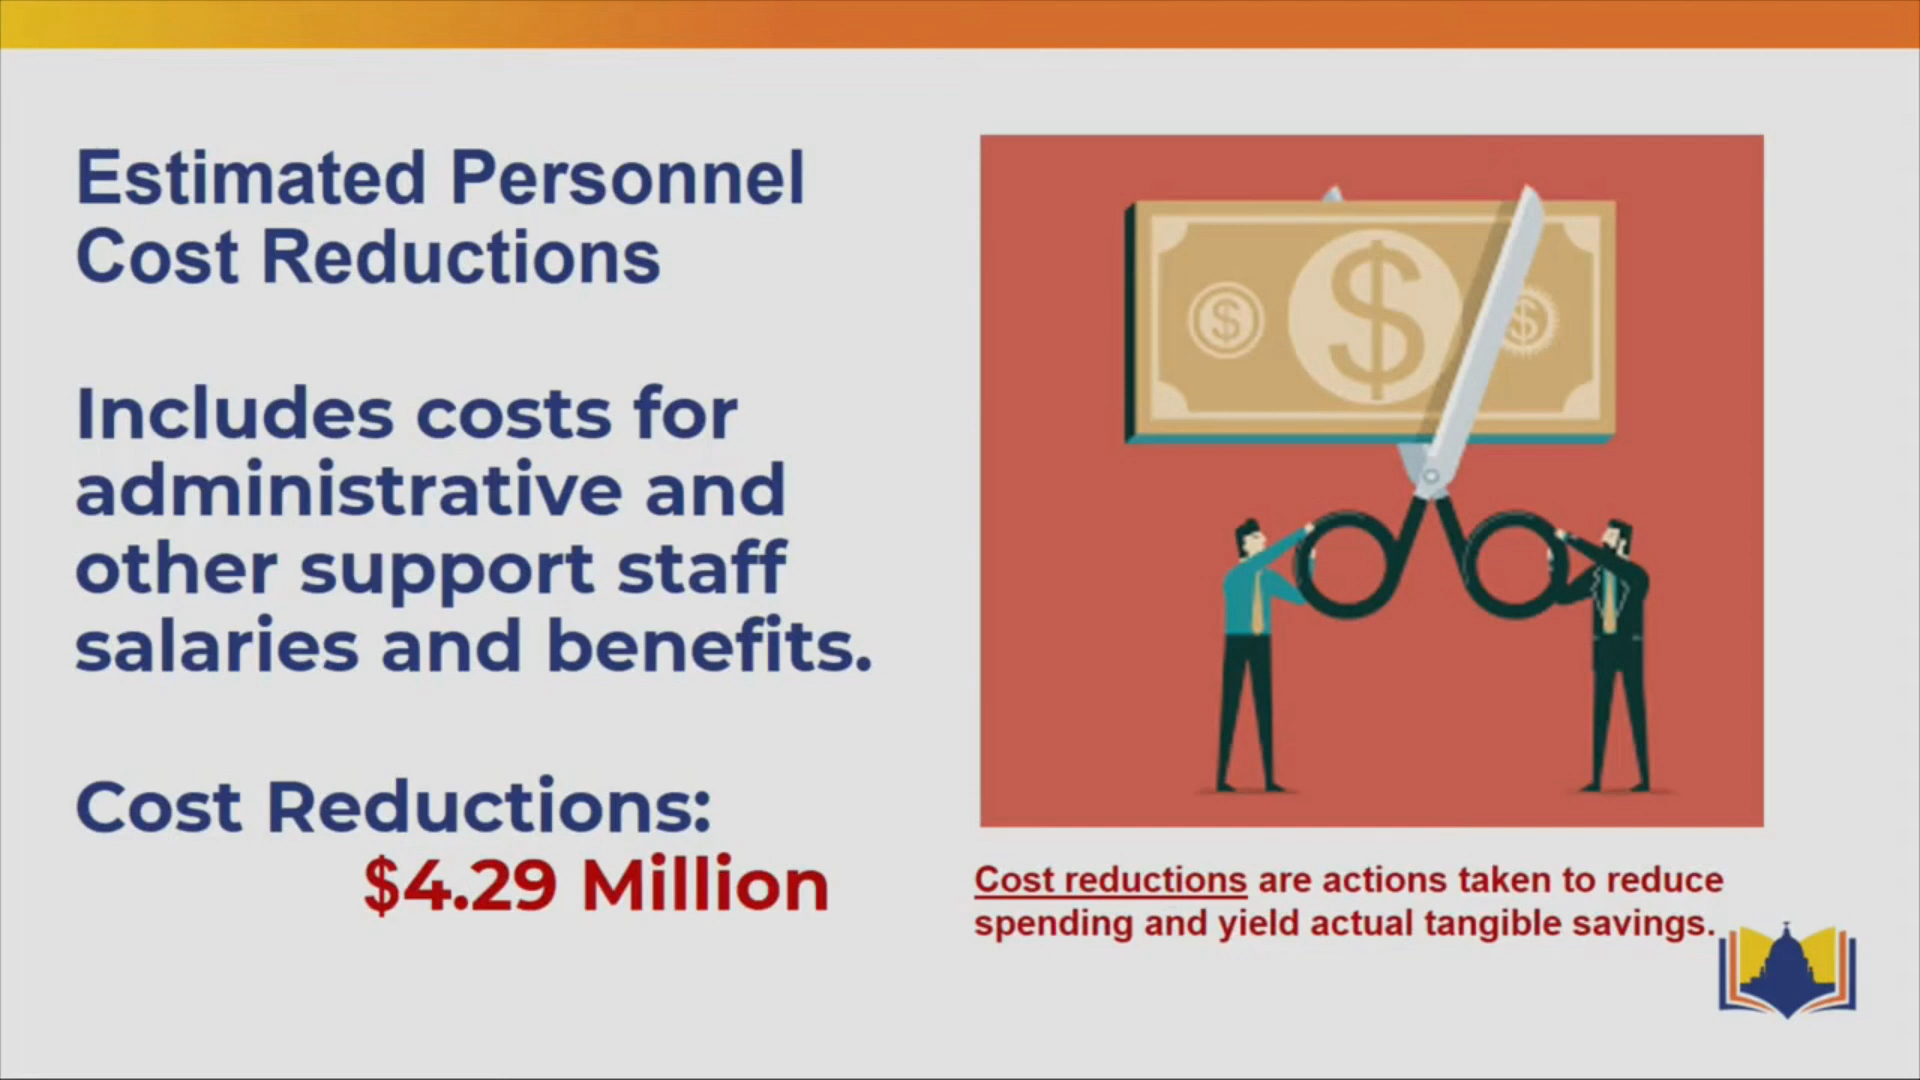 Estimated Personnel
Cost Reductions
Includes costs for
administrative and
other support staff
salaries and benefits.
Cost Reductions:
$4.29 Million
$ $ $
Cost reductions are actions taken to reduce
spending and yield actual tangible savings.